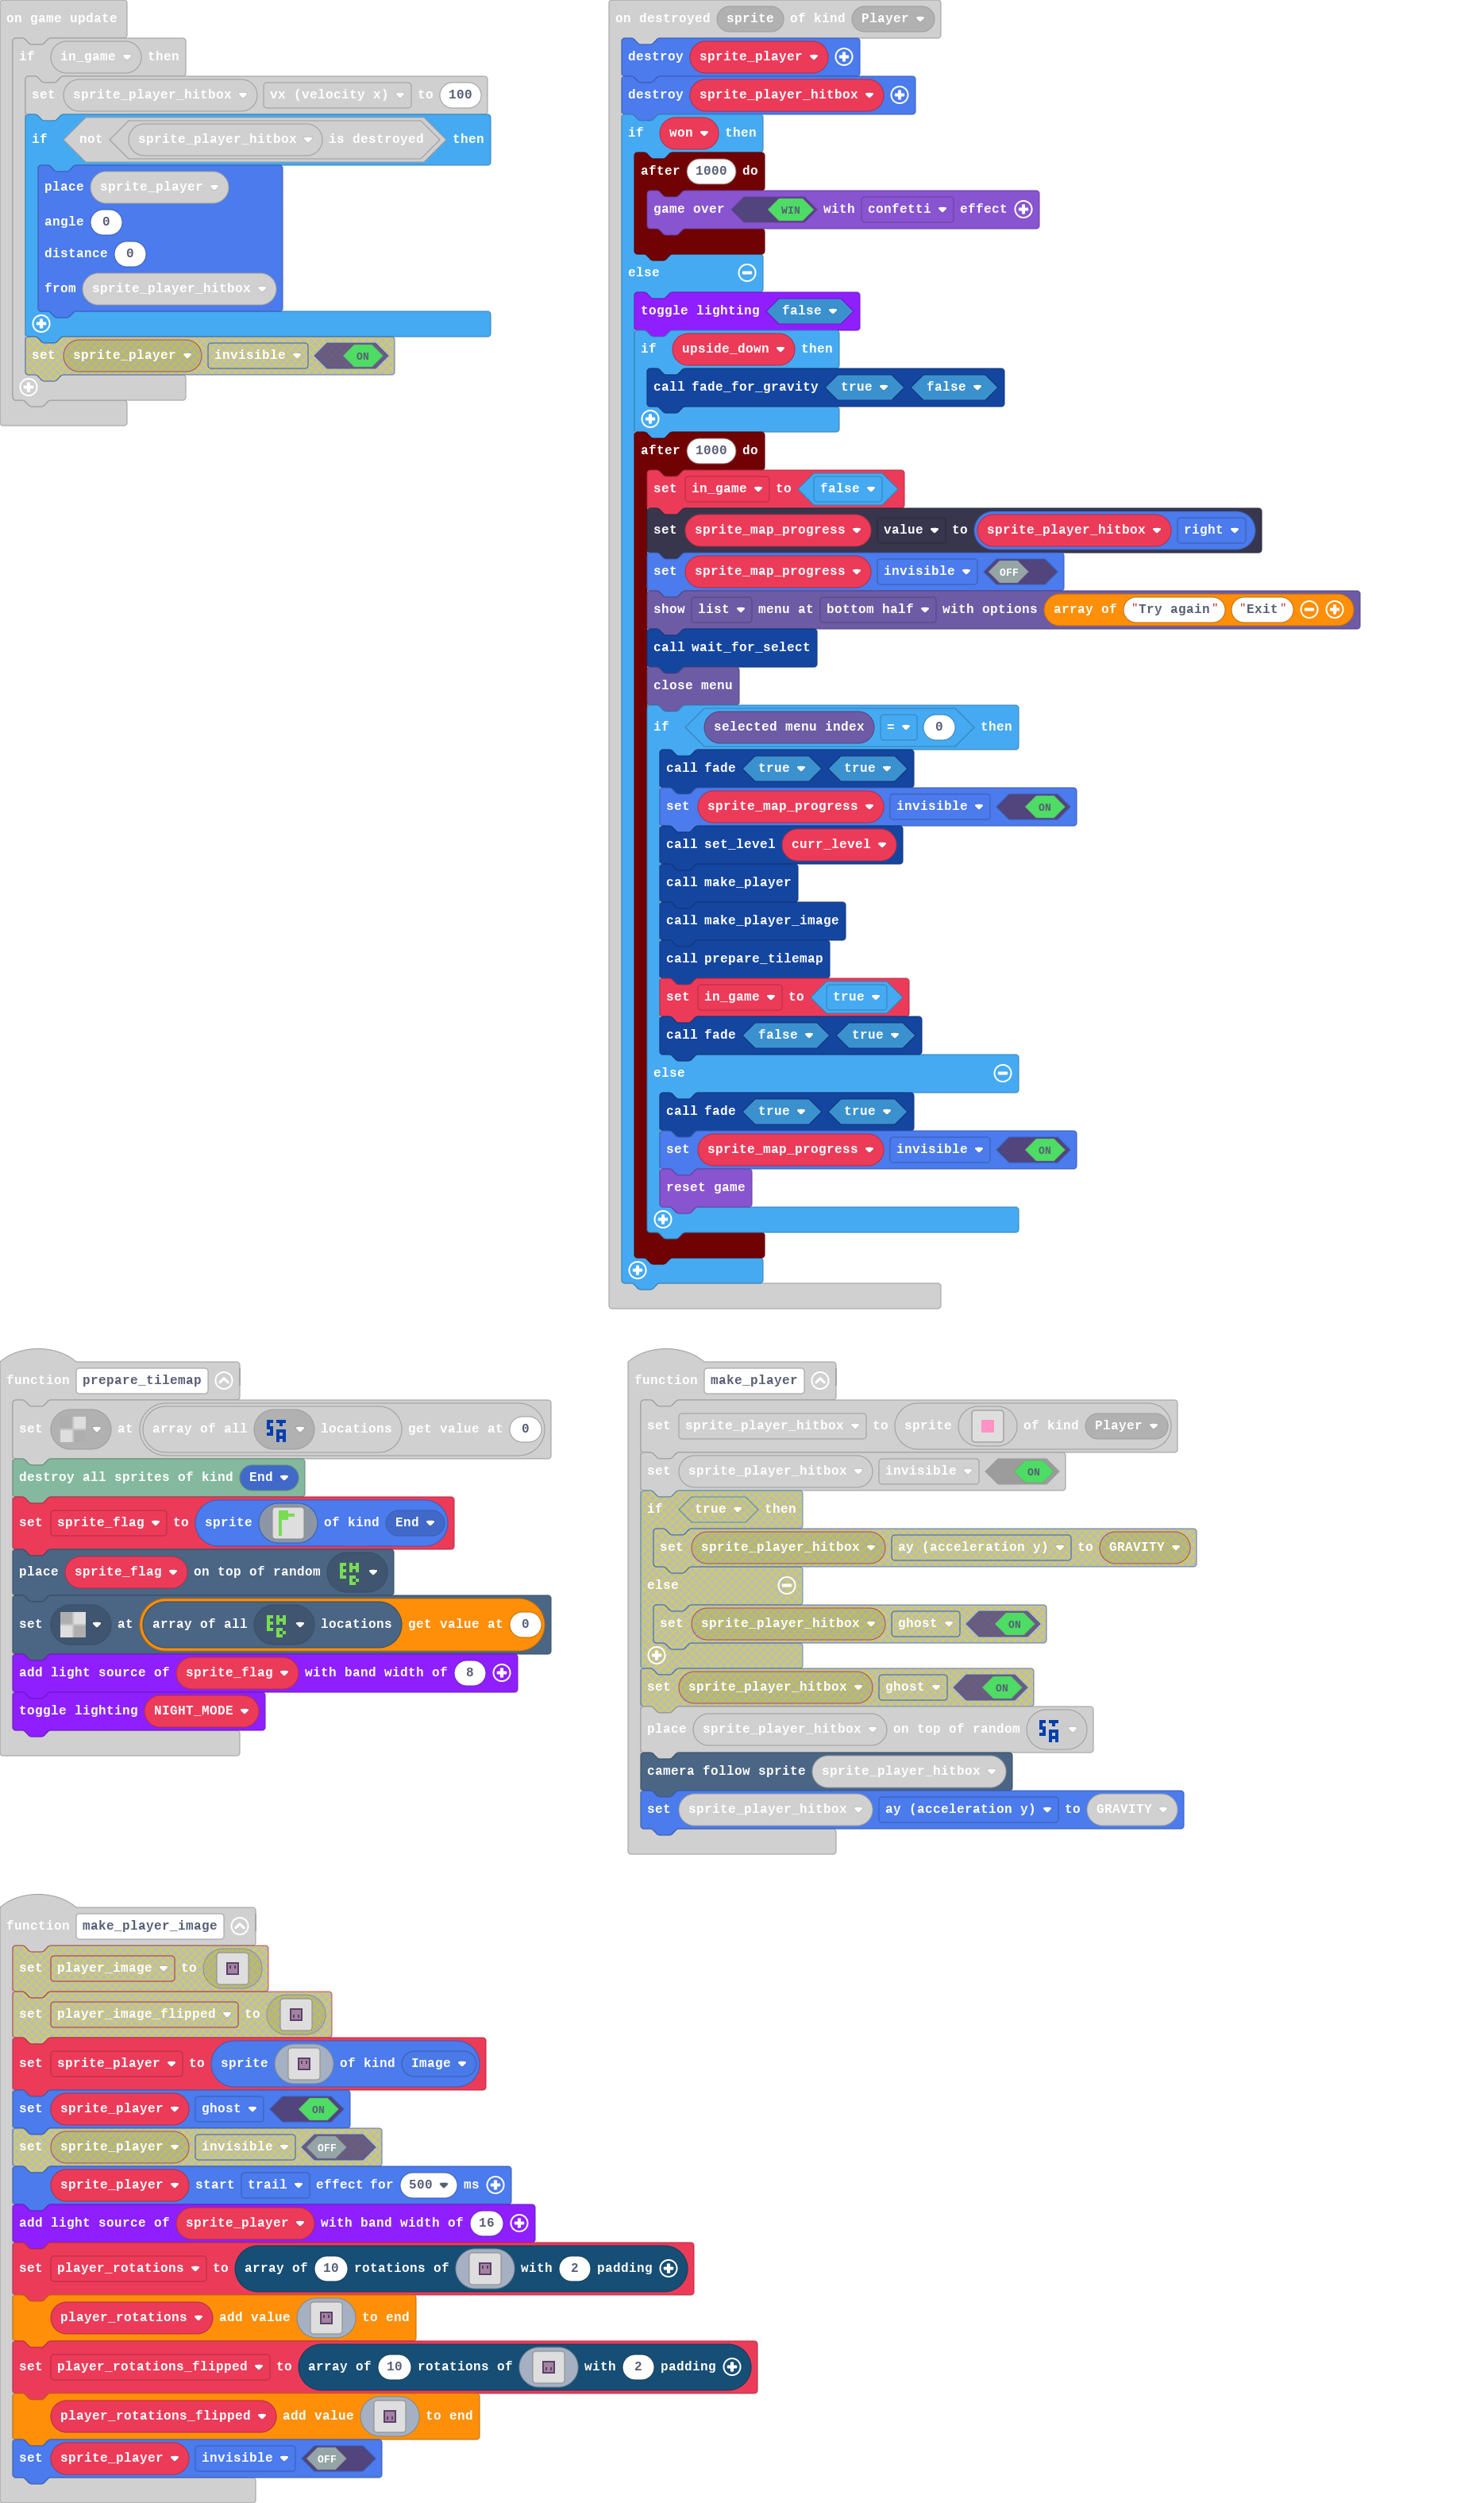 on game update
if in_game then
set sprite_player_hitbox vx (velocity x) to 100
if not sprite_player_hitbox is destroyed then
place sprite_player
angle 0
distance 0
from sprite_player_hitbox
set sprite_player invisible ON
on destroyed sprite of kind Player
destroy sprite_player
destroy sprite_player_hitbox
if won then
after 1000 do
game over WIN with confetti effect
else
toggle lighting false
if upside_down then
call fade_for_gravity true false
after 1000 do
set in_game to false
set sprite_map_progress value to sprite_player_hitbox right
set sprite_map_progress invisible OFF
show list menu at bottom half with options array of "Try again" "Exit"
call wait_for_select
close menu
if selected menu index = 0 then
call fade true true
set sprite_map_progress invisible ON
call set_level curr_level
call make_player
call make_player_image
call prepare_tilemap
set in_game to true
call fade false true
else
call fade true true
set sprite_map_progress invisible ON
reset game
function prepare_tilemap
set at array of all locations get value at 0
destroy all sprites of kind End
set sprite_flag to sprite of kind End
place sprite_flag on top of random
set at array of all locations get value at 0
add light source of sprite_flag with band width of 8
toggle lighting NIGHT_MODE
function make_player
set sprite_player_hitbox to sprite of kind Player
set sprite_player_hitbox invisible ON
if true then
set sprite_player_hitbox ay (acceleration y) to GRAVITY
else
set sprite_player_hitbox ghost ON
set sprite_player_hitbox ghost ON
place sprite_player_hitbox on top of random
camera follow sprite sprite_player_hitbox
set sprite_player_hitbox ay (acceleration y) to GRAVITY
function make_player_image
set player_image to
set player_image_flipped to
set sprite_player to sprite of kind Image
set sprite_player ghost ON
set sprite_player invisible OFF
sprite_player start trail effect for 500 ms
add light source of sprite_player with band width of 16
set player_rotations to array of 10 rotations of with 2 padding
player_rotations add value to end
set player_rotations_flipped to array of 10 rotations of with 2 padding
player_rotations_flipped add value to end
set sprite_player invisible OFF